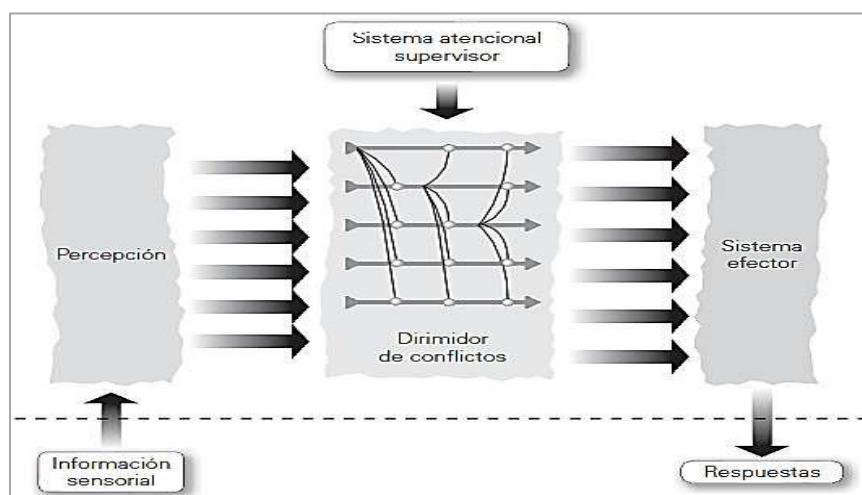 Sistema atencional
supervisor
Percepción
Dirimidor
de conflictos
Sistema
efector
Información
sensorial
Respuestas